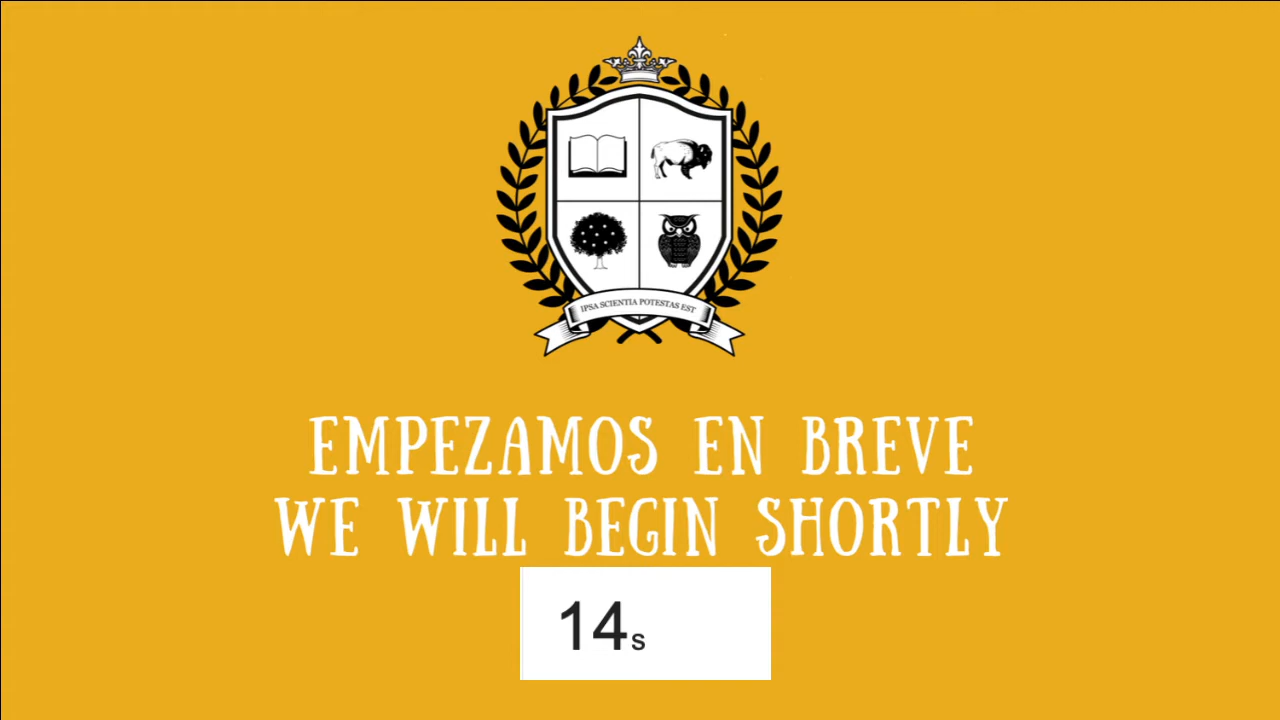 IPSA SCIENTIA POTESTAS EST
EMPEZAMOS EN BREVE
WE WILL BEGIN SHORTLY
14s